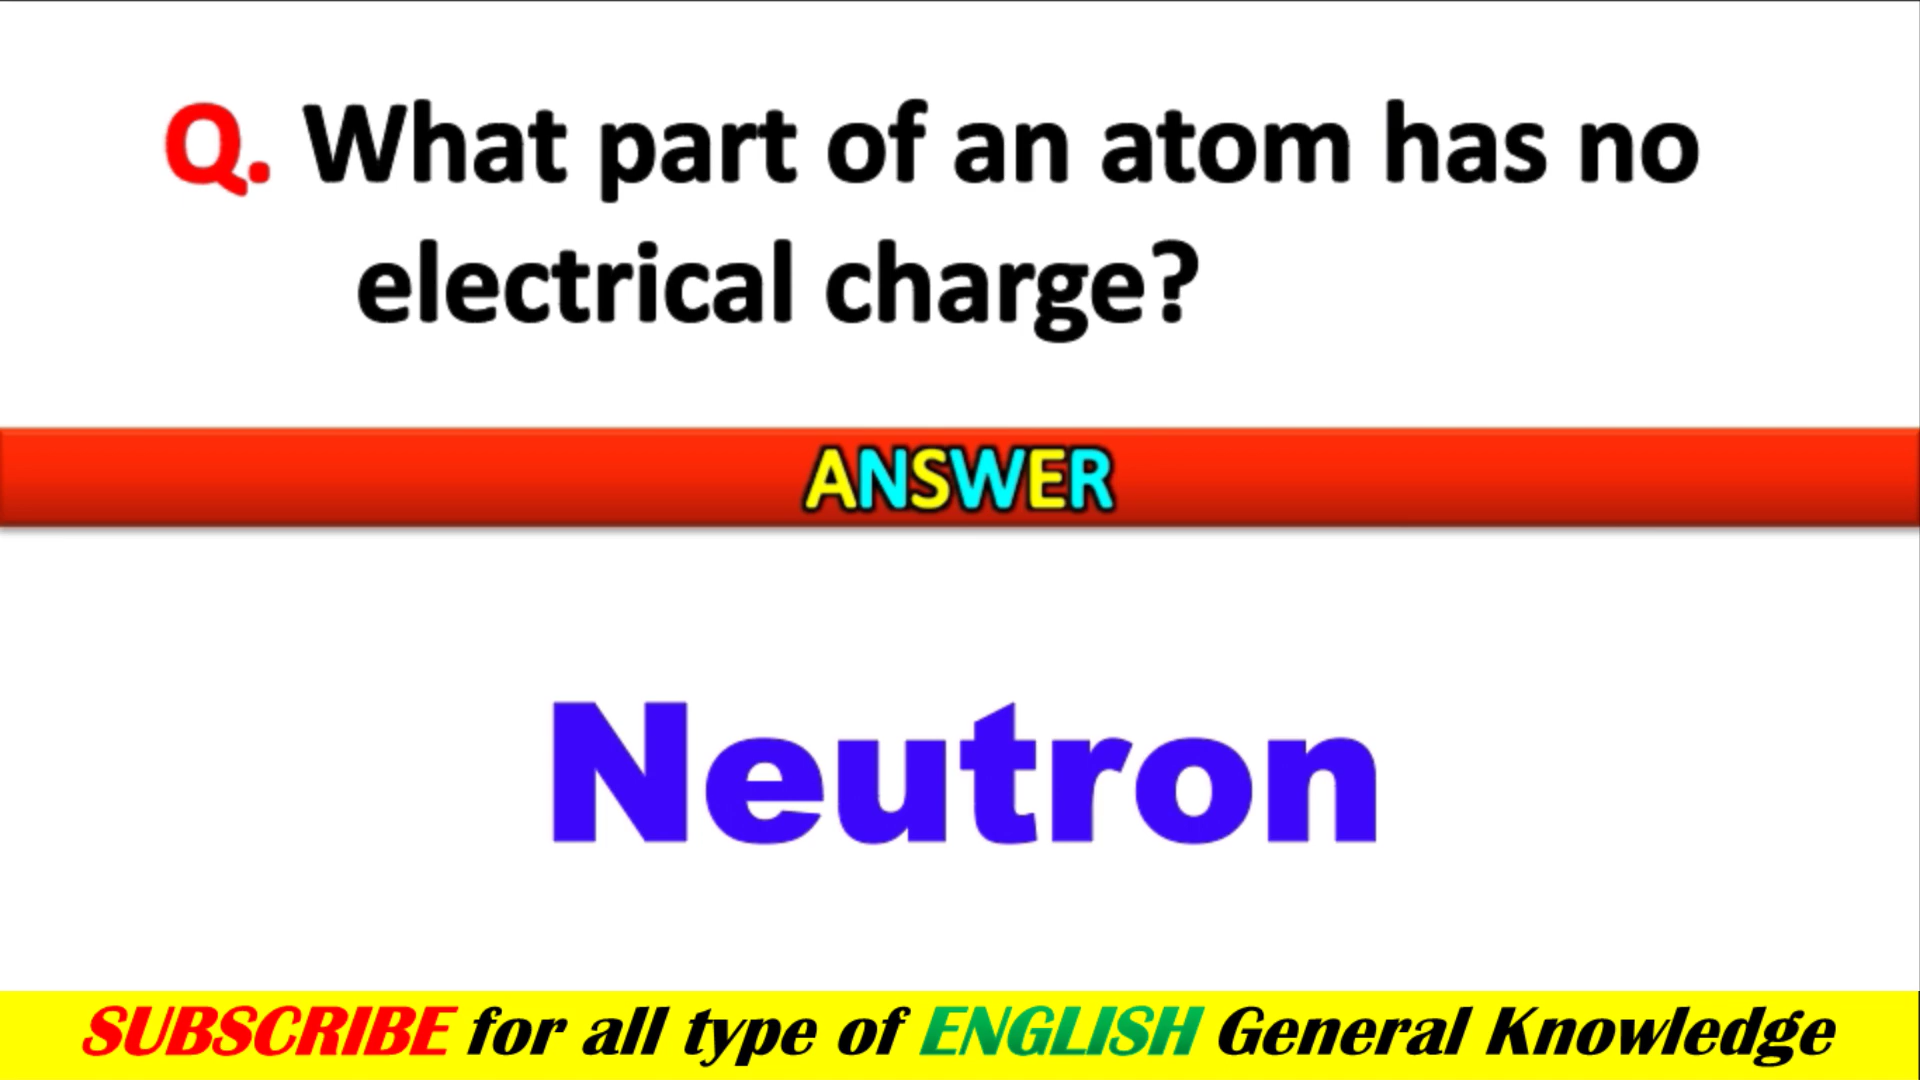 Q. What part of an atom has no
electrical charge?
ANSWER
Neutron
SUBSCRIBE for all type of ENGLISH General Knowledge